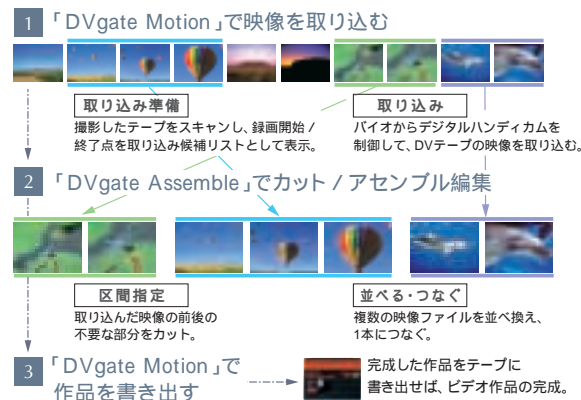 1 「DVgate Motion」で映像を取り込む
取り込み準備
撮影したテープをスキャンし、録画開始 /
終了点を取り込み候補リストとして表示。
取り込み
バイオからデジタルハンディカムを
制御して、DVテープの映像を取り込む。
2 「DVgate Assemble」でカット / アセンブル編集
区間指定
取り込んだ映像の前後の
不要な部分をカット。
並べる・つなぐ
複数の映像ファイルを並べ換え、
1本につなぐ。
3 「DVgate Motion」で
作品を書き出す
完成した作品をテープに
書き出せば、ビデオ作品の完成。